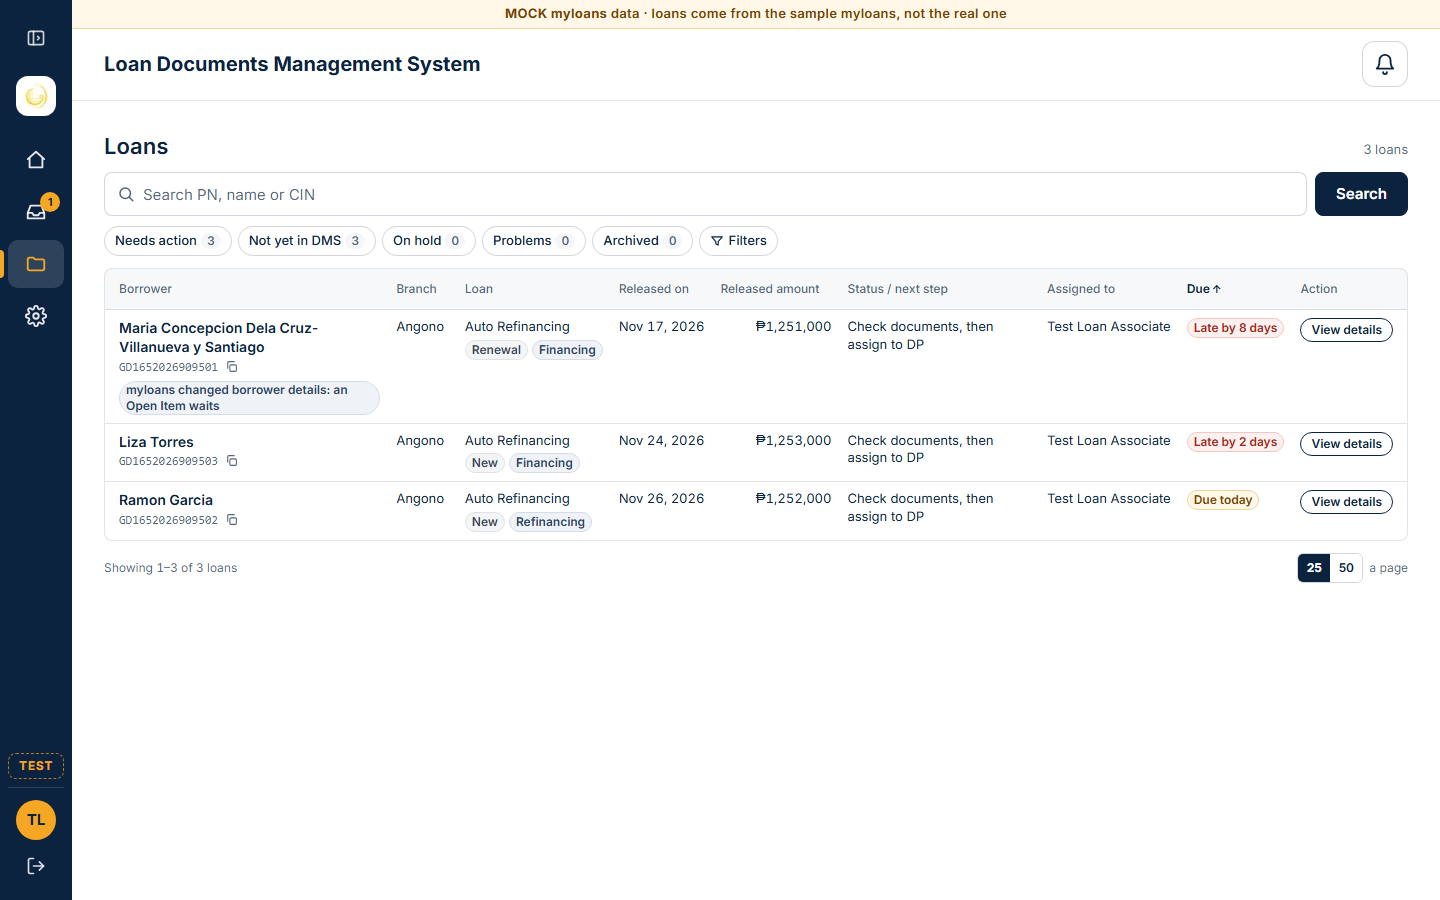 MOCK myloans data · loans come from the sample myloans, not the real one
Loan Documents Management System
1
Loans
3 loans
Search PN, name or CIN
Search
Needs action 3
Not yet in DMS 3
On hold 0
Problems 0
Archived 0
Filters
Borrower Branch Loan Released on Released amount Status / next step Assigned to Due ↑ Action
Maria Concepcion Dela Cruz-
Villanueva y Santiago
GD1652026909501
myloans changed borrower details: an
Open Item waits
Angono
Auto Refinancing
Renewal Financing
Nov 17, 2026
₱1,251,000
Check documents, then
assign to DP
Test Loan Associate
Late by 8 days
View details
Liza Torres
GD1652026909503
Angono
Auto Refinancing
New Financing
Nov 24, 2026
₱1,253,000
Check documents, then
assign to DP
Test Loan Associate
Late by 2 days
View details
Ramon Garcia
GD1652026909502
Angono
Auto Refinancing
New Refinancing
Nov 26, 2026
₱1,252,000
Check documents, then
assign to DP
Test Loan Associate
Due today
View details
Showing 1–3 of 3 loans
25 50 a page
TEST
TL